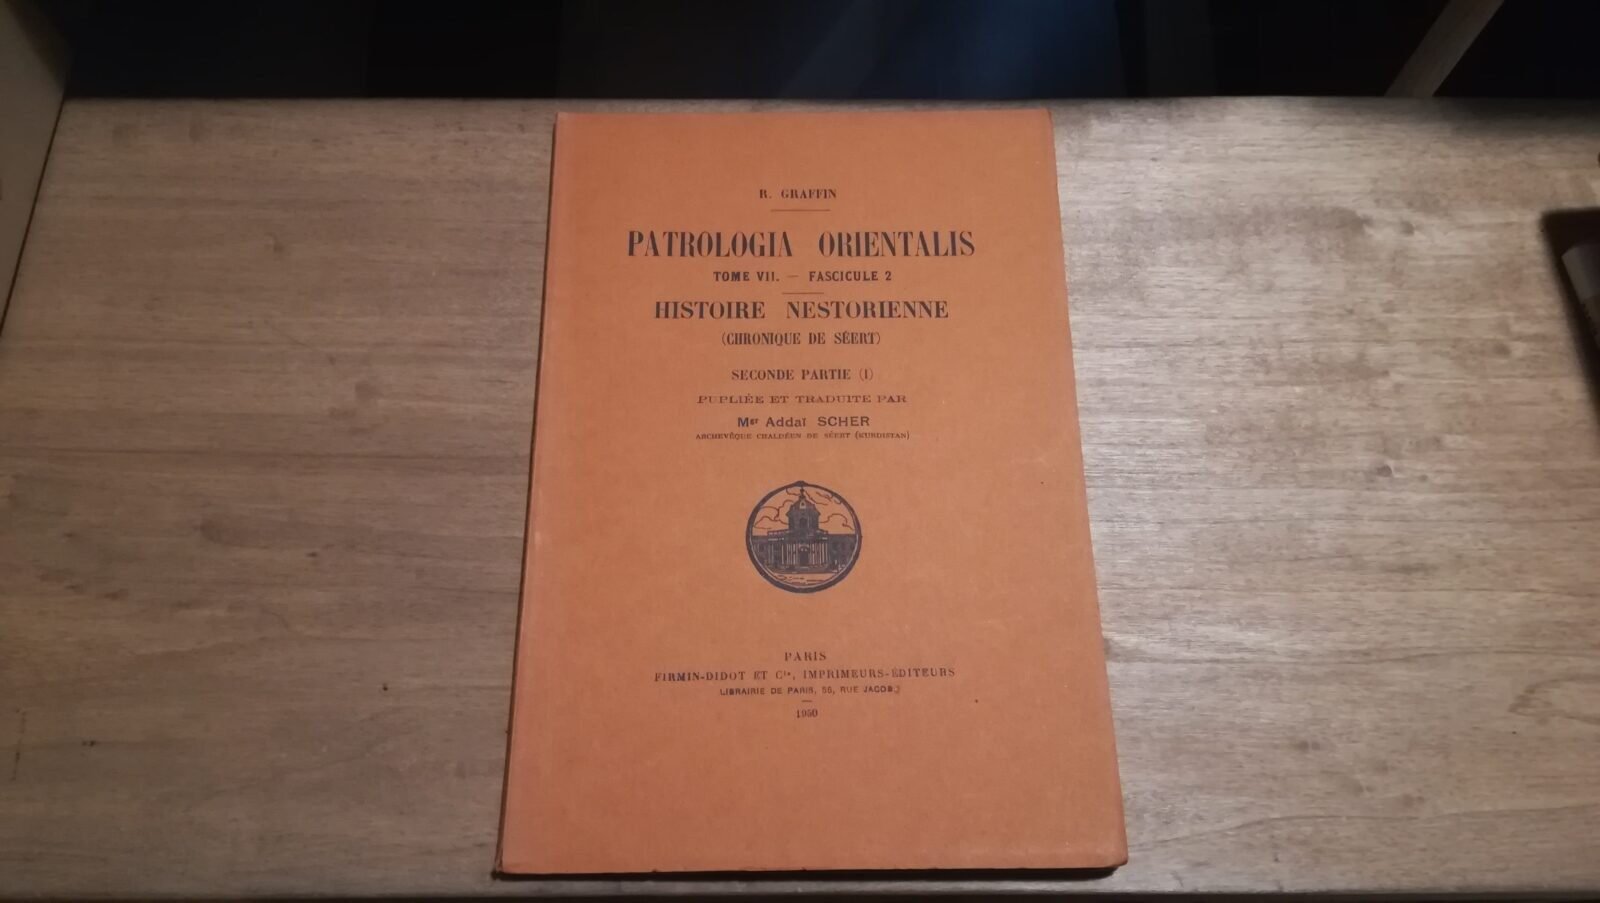 R. GRAFFIN
PATROLOGIA ORIENTALIS
TOME VII. — FASCICULE 2
HISTOIRE NESTORIENNE
(CHRONIQUE DE SÉERT)
SECONDE PARTIE (I)
PUPLIÉE ET TRADUITE PAR
Mgr Addaï SCHER
ARCHEVÊQUE CHALDÉEN DE SÉERT (KURDISTAN)
PARIS
FIRMIN-DIDOT ET Cie, IMPRIMEURS-ÉDITEURS
LIBRAIRIE DE PARIS, 56, RUE JACOB
1950